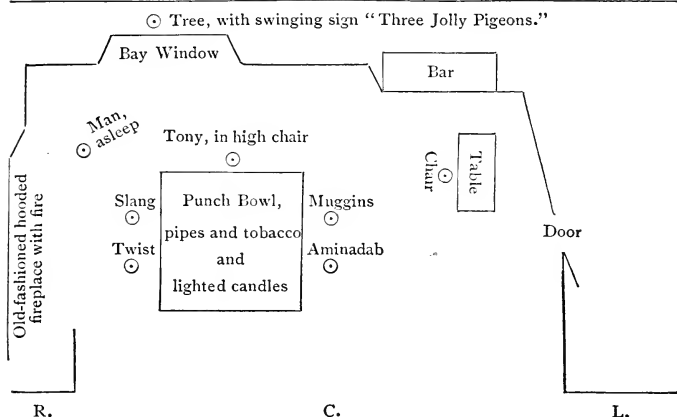 Tree, with swinging sign "Three Jolly Pigeons."
Bay Window
Bar
Man,
asleep
Tony, in high chair
Chair
Table
Slang
Punch Bowl,
Muggins
pipes and tobacco
Door
Twist
and
Aminadab
lighted candles
Old-fashioned hooded
fireplace with fire
R.
C.
L.